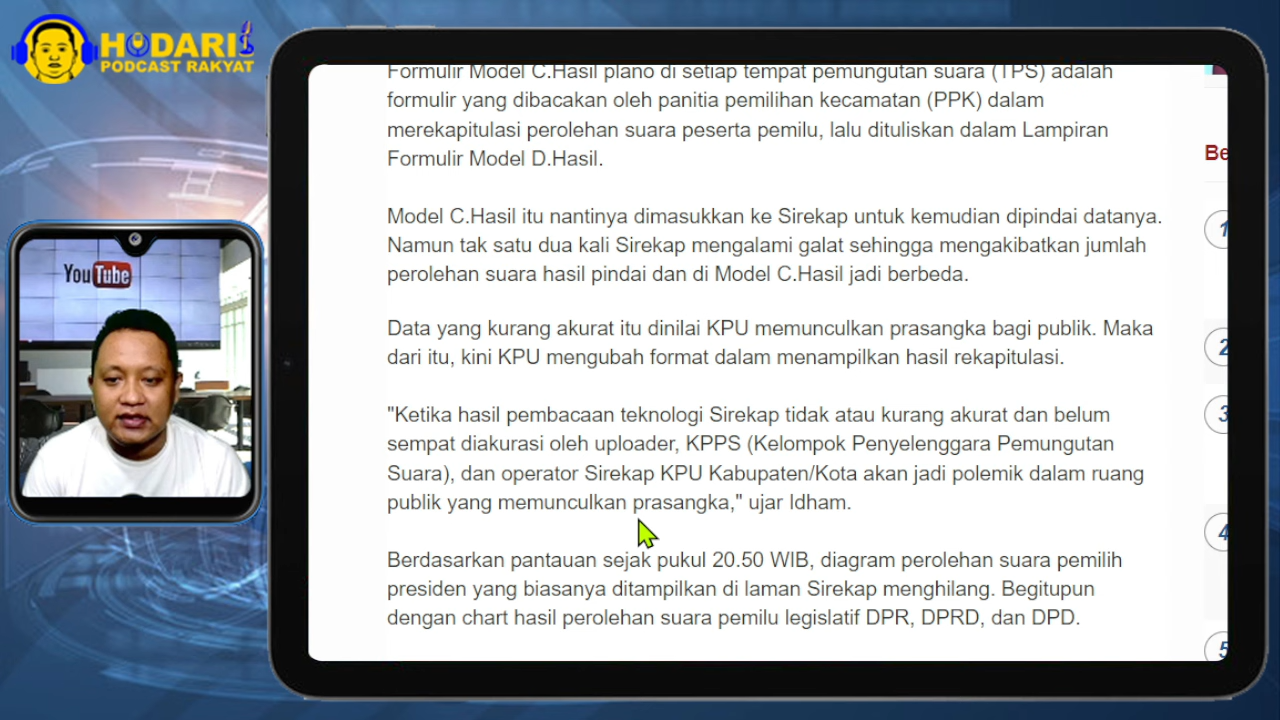 HODARI
PODCAST RAKYAT
YouTube
Formulir Model C.Hasil plano di setiap tempat pemungutan suara (TPS) adalah
formulir yang dibacakan oleh panitia pemilihan kecamatan (PPK) dalam
merekapitulasi perolehan suara peserta pemilu, lalu dituliskan dalam Lampiran
Formulir Model D.Hasil.
Model C.Hasil itu nantinya dimasukkan ke Sirekap untuk kemudian dipindai datanya.
Namun tak satu dua kali Sirekap mengalami galat sehingga mengakibatkan jumlah
perolehan suara hasil pindai dan di Model C.Hasil jadi berbeda.
Data yang kurang akurat itu dinilai KPU memunculkan prasangka bagi publik. Maka
dari itu, kini KPU mengubah format dalam menampilkan hasil rekapitulasi.
"Ketika hasil pembacaan teknologi Sirekap tidak atau kurang akurat dan belum
sempat diakurasi oleh uploader, KPPS (Kelompok Penyelenggara Pemungutan
Suara), dan operator Sirekap KPU Kabupaten/Kota akan jadi polemik dalam ruang
publik yang memunculkan prasangka," ujar Idham.
Berdasarkan pantauan sejak pukul 20.50 WIB, diagram perolehan suara pemilih
presiden yang biasanya ditampilkan di laman Sirekap menghilang. Begitupun
dengan chart hasil perolehan suara pemilu legislatif DPR, DPRD, dan DPD.
Be
1
2
3
4
5